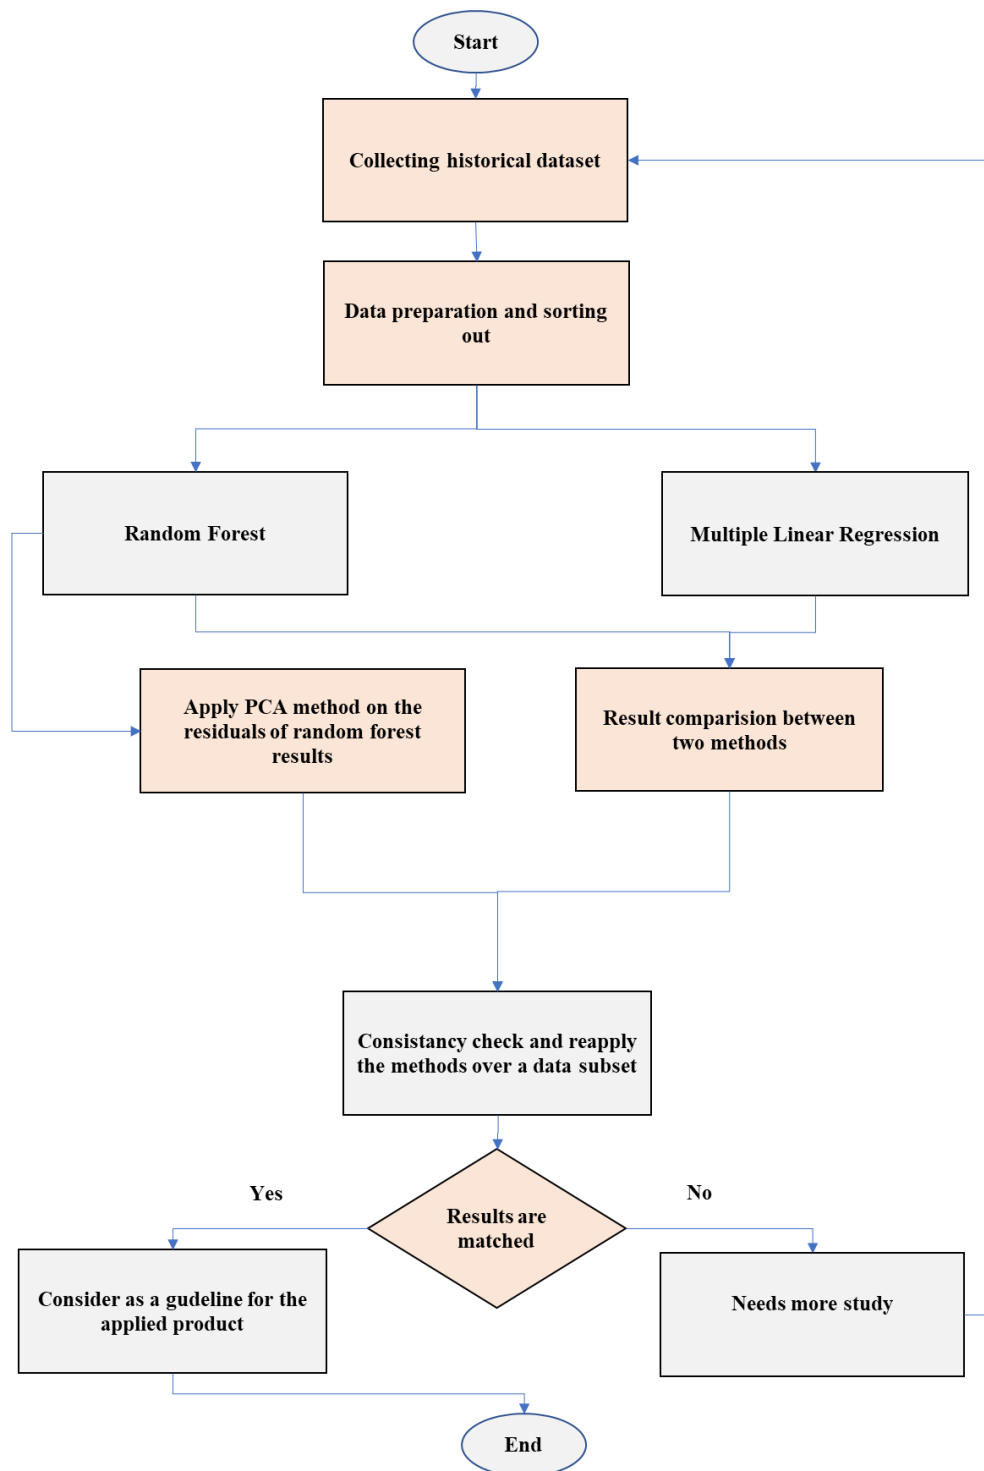 Start
Collecting historical dataset
Data preparation and sorting
out
Random Forest
Multiple Linear Regression
Apply PCA method on the
residuals of random forest
results
Result comparision between
two methods
Consistancy check and reapply
the methods over a data subset
Yes
No
Results are
matched
Consider as a gudeline for the
applied product
Needs more study
End